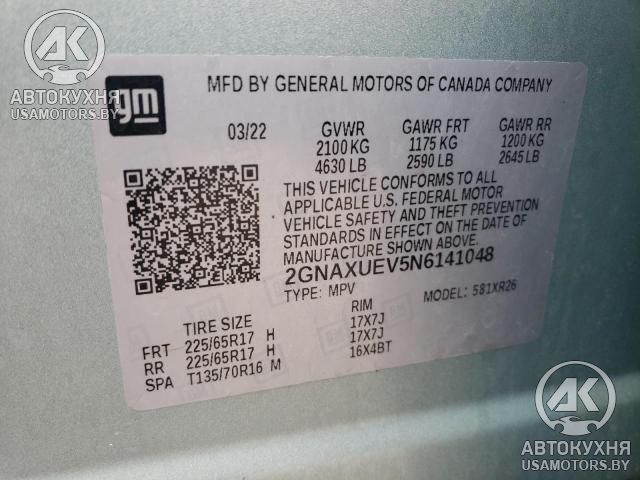 AK
АВТОКУХНЯ
USAMOTORS.BY
gm
MFD BY GENERAL MOTORS OF CANADA COMPANY
03/22 GVWR GAWR FRT GAWR RR
2100 KG 1175 KG 1200 KG
4630 LB 2590 LB 2645 LB
THIS VEHICLE CONFORMS TO ALL
APPLICABLE U.S. FEDERAL MOTOR
VEHICLE SAFETY AND THEFT PREVENTION
STANDARDS IN EFFECT ON THE DATE OF
MANUFACTURE SHOWN ABOVE.
2GNAXUEV5N6141048
TYPE: MPV MODEL: 581XR26
TIRE SIZE RIM
FRT 225/65R17 H 17X7J
RR 225/65R17 H 17X7J
SPA T135/70R16 M 16X4BT
AK
АВТОКУХНЯ
USAMOTORS.BY